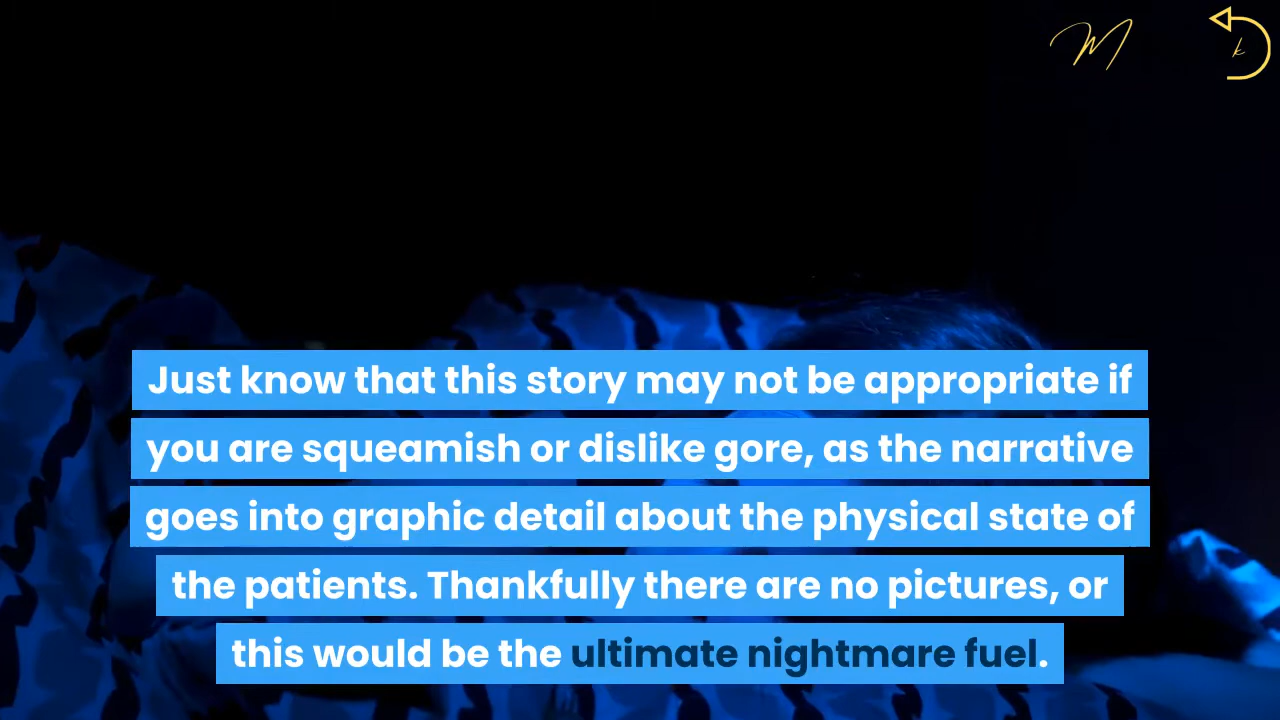 M
k
Just know that this story may not be appropriate if
you are squeamish or dislike gore, as the narrative
goes into graphic detail about the physical state of
the patients. Thankfully there are no pictures, or
this would be the ultimate nightmare fuel.